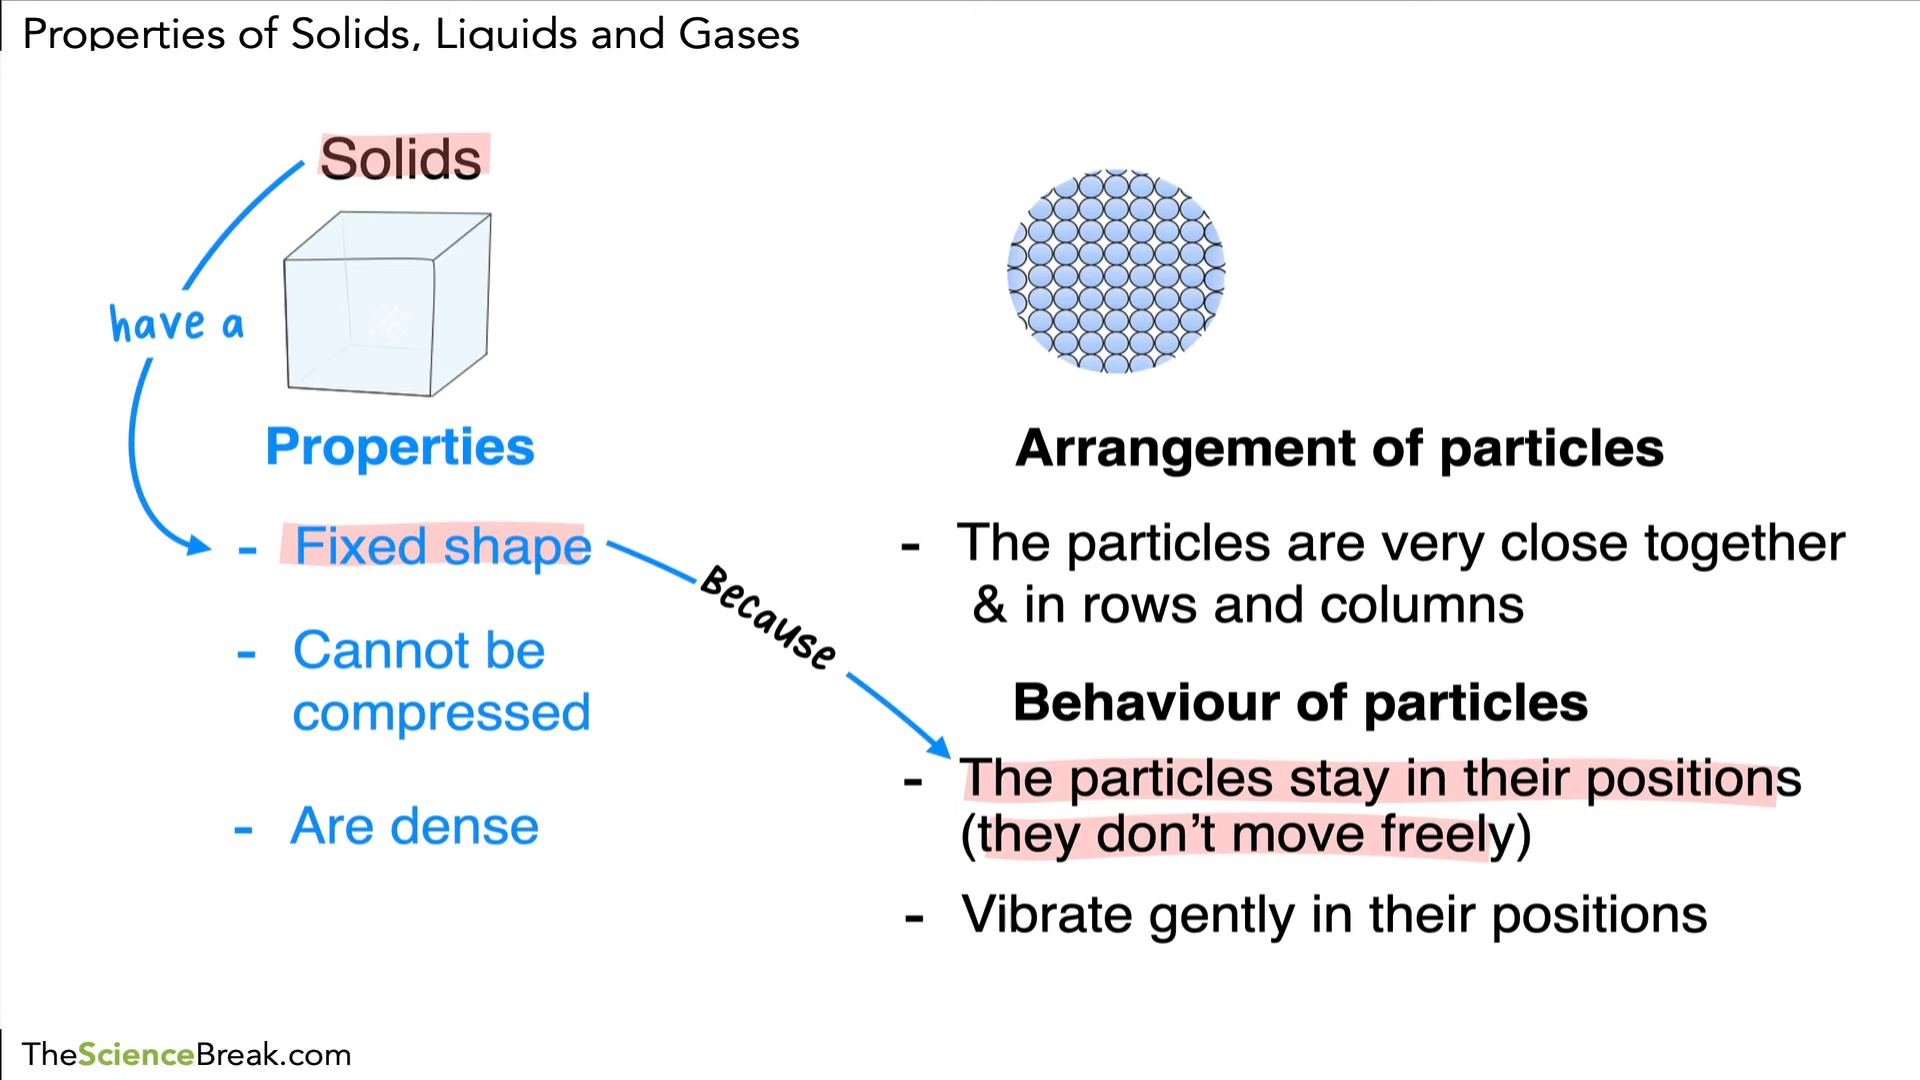 Properties of Solids, Liquids and Gases
Solids
have a
Properties
- Fixed shape
- Cannot be
compressed
- Are dense
Because
Arrangement of particles
- The particles are very close together
& in rows and columns
Behaviour of particles
- The particles stay in their positions
(they don't move freely)
- Vibrate gently in their positions
TheScienceBreak.com